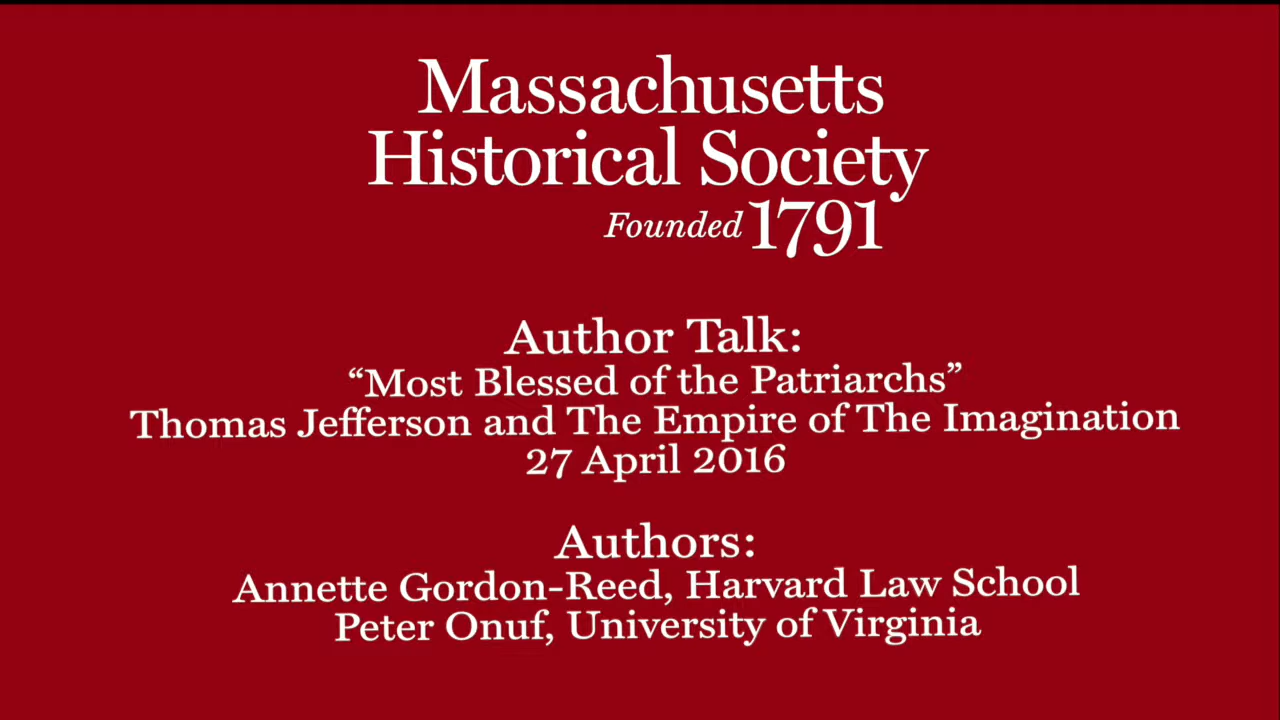 Massachusetts
Historical Society
Founded 1791
Author Talk:
“Most Blessed of the Patriarchs”
Thomas Jefferson and The Empire of The Imagination
27 April 2016
Authors:
Annette Gordon-Reed, Harvard Law School
Peter Onuf, University of Virginia